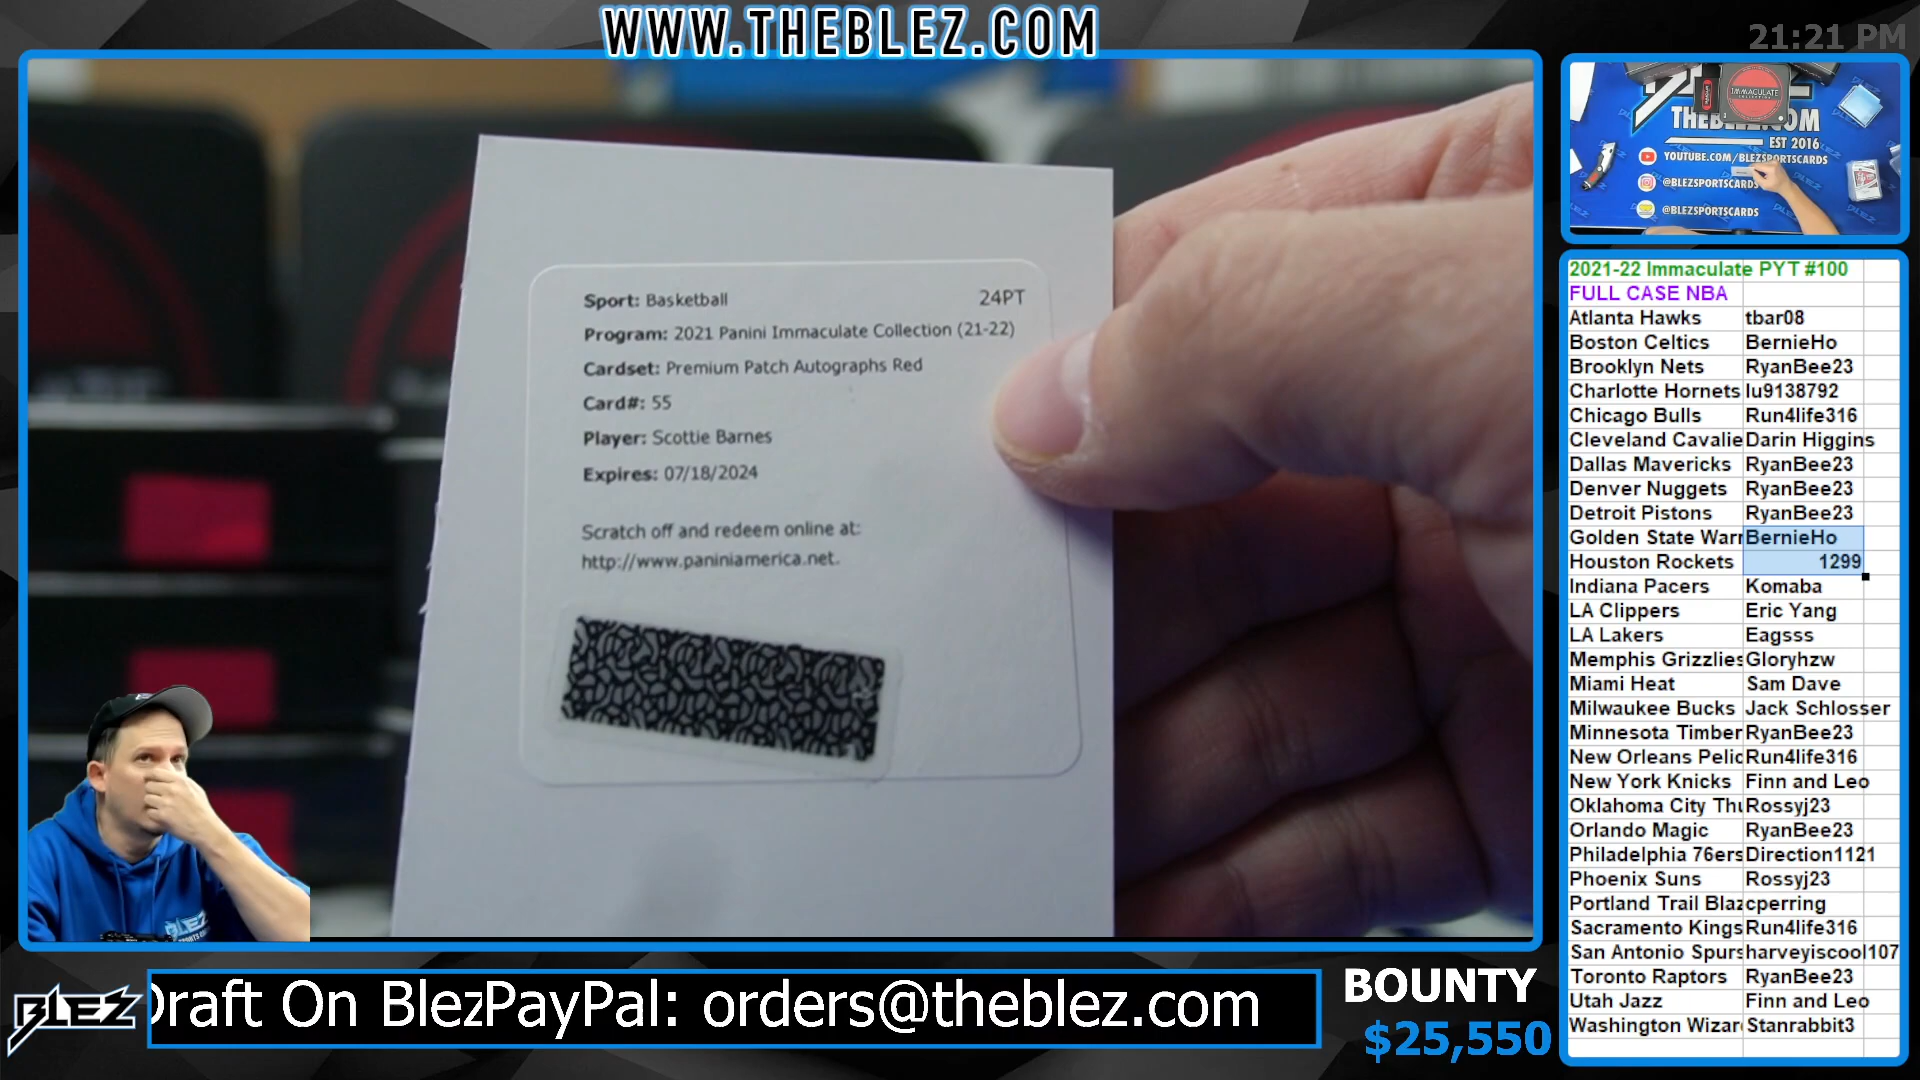 WWW.THEBLEZ.COM
21:21 PM
Sport: Basketball 24PT
Program: 2021 Panini Immaculate Collection (21-22)
Cardset: Premium Patch Autographs Red
Card#: 55
Player: Scottie Barnes
Expires: 07/18/2024
Scratch off and redeem online at:
http://www.paniniamerica.net.
IMMACULATE
THEBLEZ.COM
EST 2016
YOUTUBE.COM/BLEZSPORTSCARDS
@BLEZSPORTSCARDS
@BLEZSPORTSCARDS
2021-22 Immaculate PYT #100
FULL CASE NBA
Atlanta Hawks tbar08
Boston Celtics BernieHo
Brooklyn Nets RyanBee23
Charlotte Hornets lu9138792
Chicago Bulls Run4life316
Cleveland Cavalie Darin Higgins
Dallas Mavericks RyanBee23
Denver Nuggets RyanBee23
Detroit Pistons RyanBee23
Golden State Warr BernieHo
Houston Rockets 1299
Indiana Pacers Komaba
LA Clippers Eric Yang
LA Lakers Eagsss
Memphis Grizzlies Gloryhzw
Miami Heat Sam Dave
Milwaukee Bucks Jack Schlosser
Minnesota Timber RyanBee23
New Orleans Pelic Run4life316
New York Knicks Finn and Leo
Oklahoma City Thu Rossyj23
Orlando Magic RyanBee23
Philadelphia 76ers Direction1121
Phoenix Suns Rossyj23
Portland Trail Blaz cperring
Sacramento Kings Run4life316
San Antonio Spurs harveyiscool107
Toronto Raptors RyanBee23
Utah Jazz Finn and Leo
Washington Wizar Stanrabbit3
BLEZ
BLEZ
Draft On BlezPayPal: orders@theblez.com
BOUNTY
$25,550